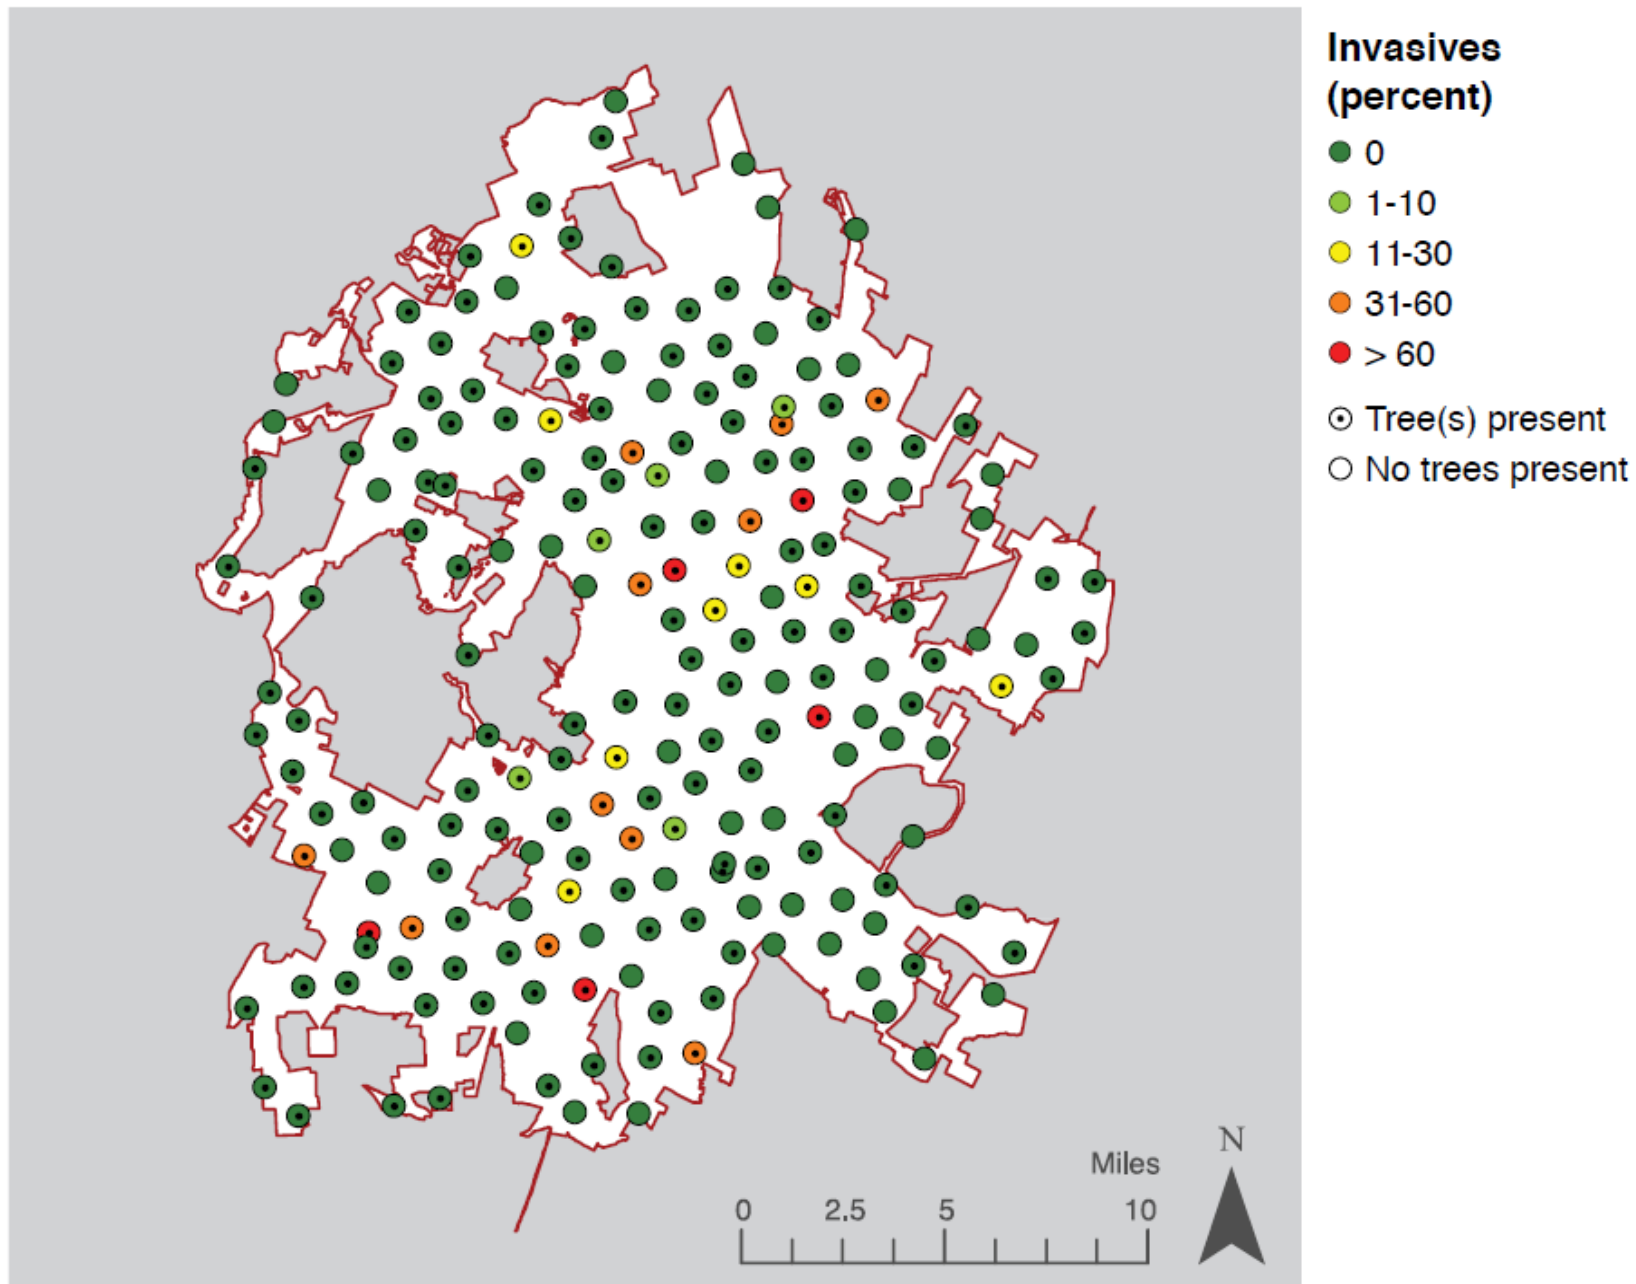 Invasives
(percent)
0
1-10
11-30
31-60
> 60
Tree(s) present
No trees present
N
Miles
0 2.5 5 10